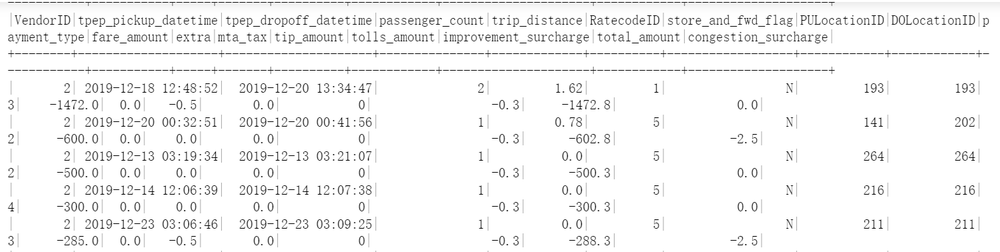 |VendorID|tpep_pickup_datetime|tpep_dropoff_datetime|passenger_count|trip_distance|RatecodeID|store_and_fwd_flag|PULocationID|DOLocationID|p
ayment_type|fare_amount|extra|mta_tax|tip_amount|tolls_amount|improvement_surcharge|total_amount|congestion_surcharge|
+--------+--------------------+---------------------+---------------+-------------+----------+------------------+------------+------------+-
-----------+-----------+-----+-------+----------+------------+---------------------+------------+--------------------+
|       2| 2019-12-18 12:48:52|  2019-12-20 13:34:47|              2|         1.62|         1|                 N|         193|         193|
3|    -1472.0|  0.0|   -0.5|       0.0|           0|                 -0.3|     -1472.8|                 0.0|
|       2| 2019-12-20 00:32:51|  2019-12-20 00:41:56|              1|         0.78|         5|                 N|         141|         202|
2|     -600.0|  0.0|    0.0|       0.0|           0|                 -0.3|      -602.8|                -2.5|
|       2| 2019-12-13 03:19:34|  2019-12-13 03:21:07|              1|          0.0|         5|                 N|         264|         264|
2|     -500.0|  0.0|    0.0|       0.0|           0|                 -0.3|      -500.3|                 0.0|
|       2| 2019-12-14 12:06:39|  2019-12-14 12:07:38|              1|          0.0|         5|                 N|         216|         216|
4|     -300.0|  0.0|    0.0|       0.0|           0|                 -0.3|      -300.3|                 0.0|
|       2| 2019-12-23 03:06:46|  2019-12-23 03:09:25|              1|          0.0|         5|                 N|         211|         211|
3|     -285.0|  0.0|   -0.5|       0.0|           0|                 -0.3|      -288.3|                -2.5|